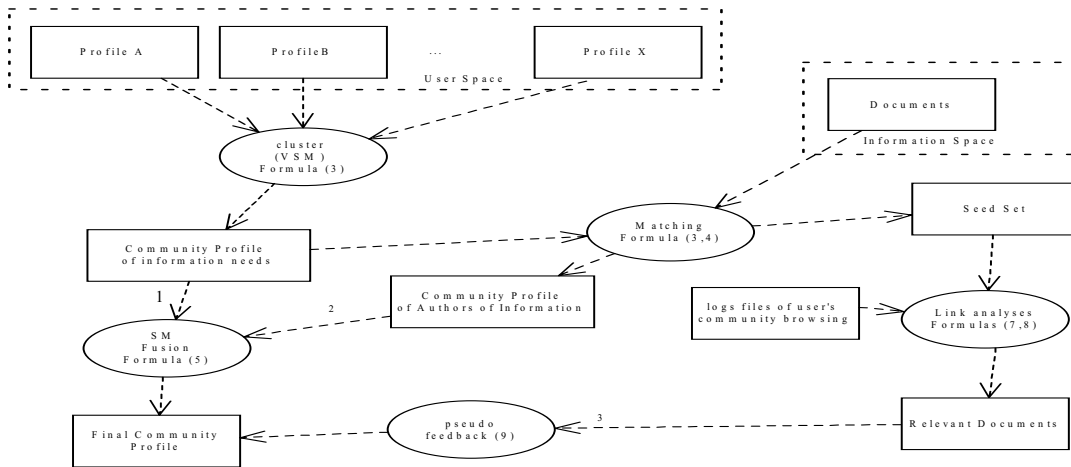 Profile A
ProfileB
...
Profile X
User Space
Documents
Information Space
cluster
(VSM)
Formula (3)
Matching
Formula (3,4)
Seed Set
Community Profile
of information needs
1
Community Profile
of Authors of Information
2
logs files of user's
community browsing
Link analyses
Formulas (7,8)
SM
Fusion
Formula (5)
Final Community
Profile
pseudo
feedback (9)
3
Relevant Documents